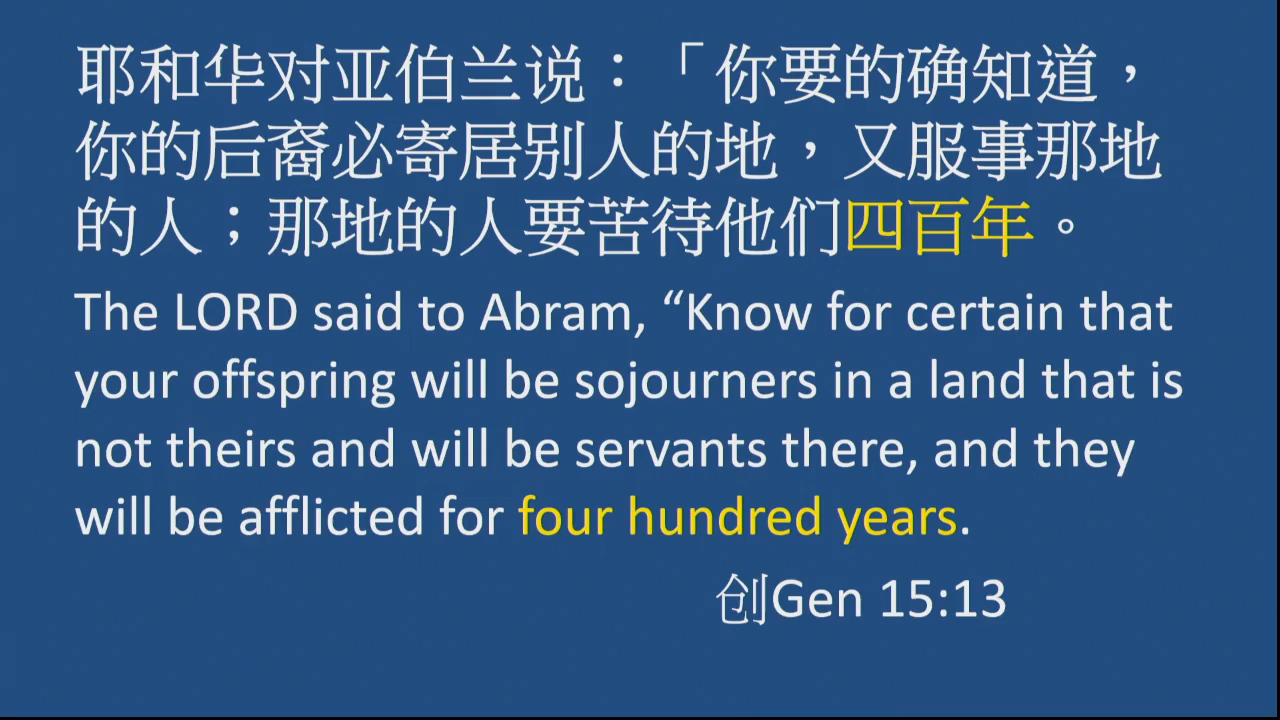 耶和华对亚伯兰说：「你要的确知道，
你的后裔必寄居别人的地，又服事那地
的人；那地的人要苦待他们四百年。
The LORD said to Abram, “Know for certain that
your offspring will be sojourners in a land that is
not theirs and will be servants there, and they
will be afflicted for four hundred years.
创Gen 15:13